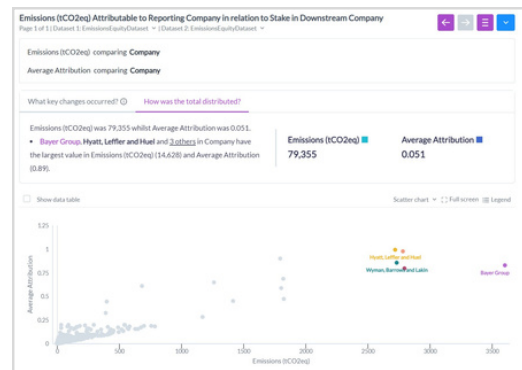 Emissions (tCO2eq) Attributable to Reporting Company in relation to Stake in Downstream Company
Page 1 of 1 | Dataset 1: EmissionsEquityDataset | Dataset 2: EmissionsEquityDataset
Emissions (tCO2eq) comparing Company
Average Attribution comparing Company
What key changes occurred?
How was the total distributed?
Emissions (tCO2eq) was 79,355 whilst Average Attribution was 0.051.
• Bayer Group, Hyatt, Leffler and Huel and 3 others in Company have
the largest value in Emissions (tCO2eq) (14,628) and Average Attribution
(0.89).
Emissions (tCO2eq)
79,355
Average Attribution
0.051
Show data table
Scatter chart
Full screen
Legend
Average Attribution
1.25
1
0.75
0.5
0.25
0
Hyatt, Leffler and Huel
Wyman, Barrows and Lakin
Bayer Group
0
500
1000
1500
2000
2500
3000
3500
Emissions (tCO2eq)